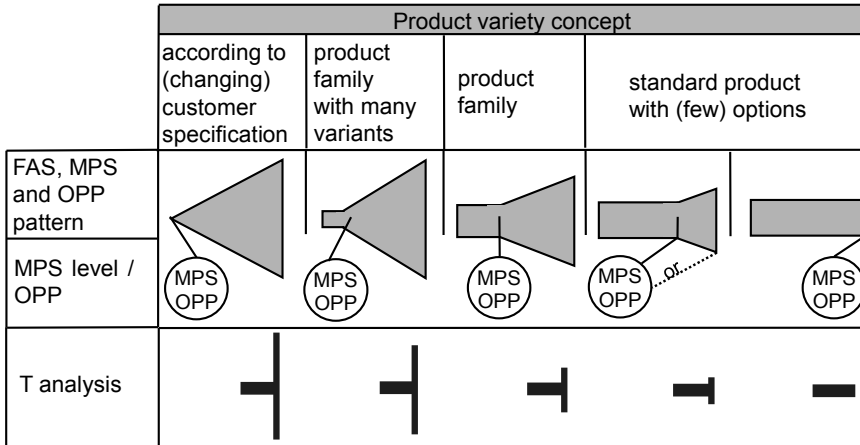 Product variety concept
according to
(changing)
customer
specification
product
family
with many
variants
product
family
standard product
with (few) options
FAS, MPS
and OPP
pattern
MPS level /
OPP
MPS
OPP
MPS
OPP
MPS
OPP
MPS
OPP
or
MPS
OPP
T analysis